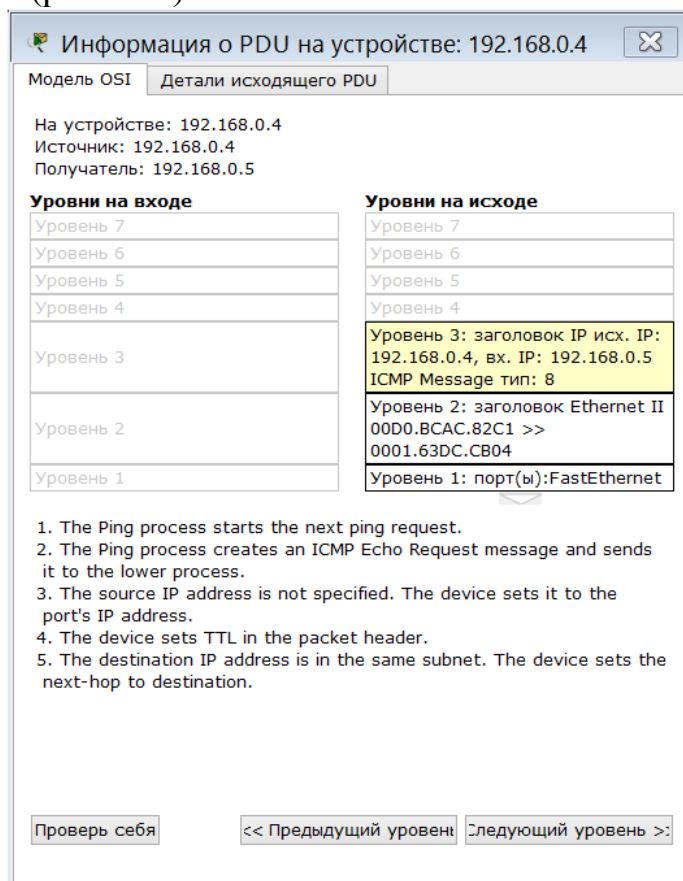 Информация о PDU на устройстве: 192.168.0.4
Модель OSI
Детали исходящего PDU
На устройстве: 192.168.0.4
Источник: 192.168.0.4
Получатель: 192.168.0.5
Уровни на входе
Уровень 7
Уровень 6
Уровень 5
Уровень 4
Уровень 3
Уровень 2
Уровень 1
Уровни на исходе
Уровень 7
Уровень 6
Уровень 5
Уровень 4
Уровень 3: заголовок IP исх. IP:
192.168.0.4, вх. IP: 192.168.0.5
ICMP Message тип: 8
Уровень 2: заголовок Ethernet II
00D0.BCAC.82C1 >>
0001.63DC.CB04
Уровень 1: порт(ы):FastEthernet
1. The Ping process starts the next ping request.
2. The Ping process creates an ICMP Echo Request message and sends
it to the lower process.
3. The source IP address is not specified. The device sets it to the
port's IP address.
4. The device sets TTL in the packet header.
5. The destination IP address is in the same subnet. The device sets the
next-hop to destination.
Проверь себя
<< Предыдущий уровень
Следующий уровень >